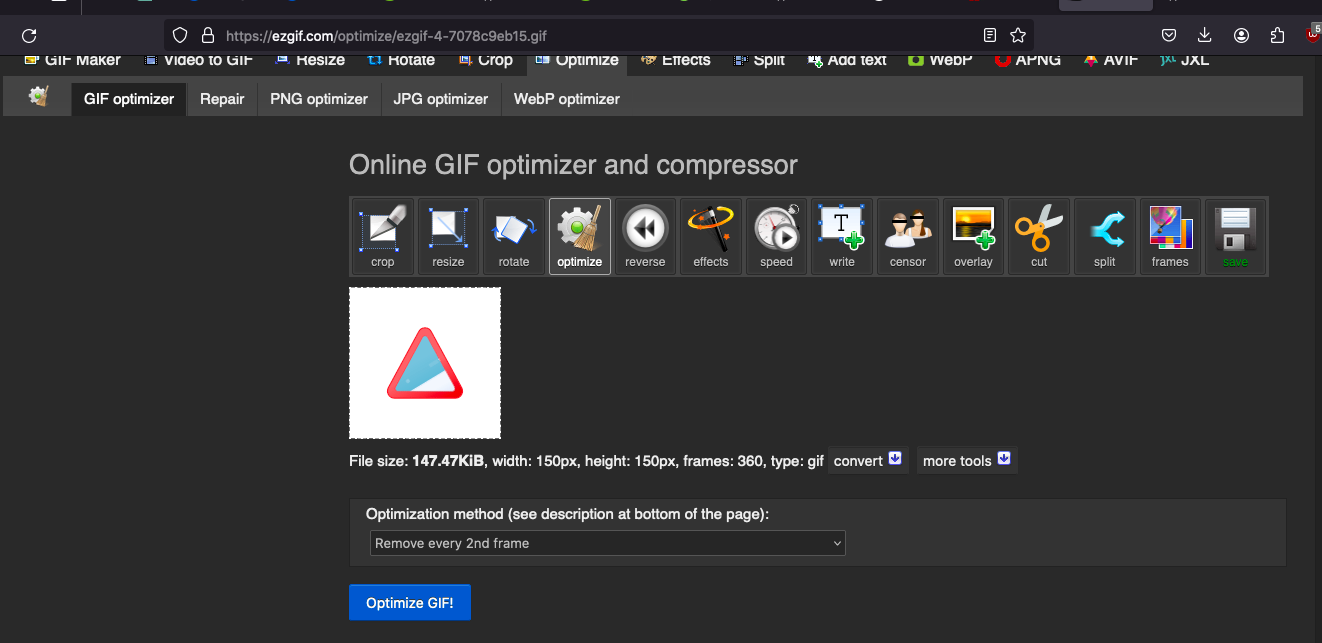 https://ezgif.com/optimize/ezgif-4-7078c9eb15.gif
5
GIF Maker Video to GIF Resize Rotate Crop Optimize Effects Split Add text WebP APNG AVIF JXL
GIF optimizer Repair PNG optimizer JPG optimizer WebP optimizer
Online GIF optimizer and compressor
crop resize rotate optimize reverse effects speed write censor overlay cut split frames save
File size: 147.47KiB, width: 150px, height: 150px, frames: 360, type: gif convert more tools
Optimization method (see description at bottom of the page):
Remove every 2nd frame
Optimize GIF!